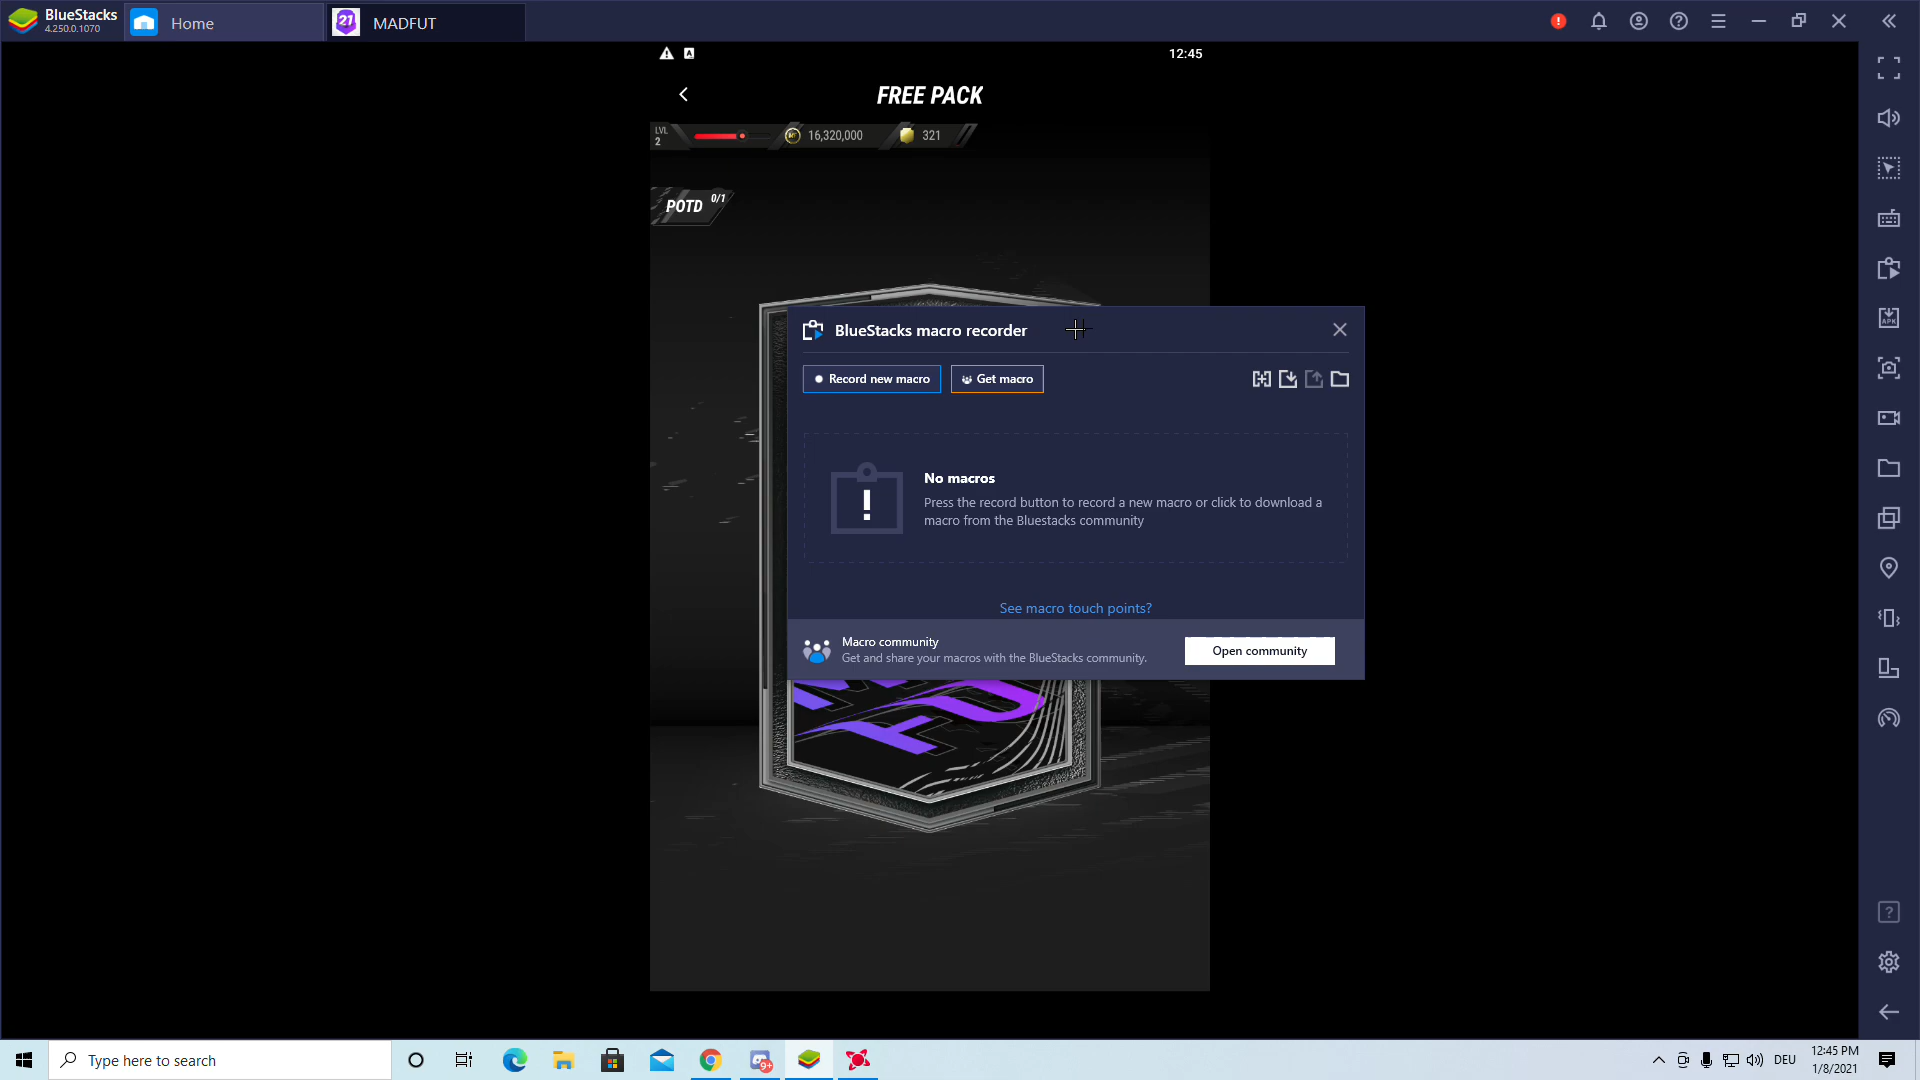 BlueStacks
4.250.0.1070
Home
21
MADFUT
12:45
FREE PACK
LVL
2
16,320,000
321
POTD 0/1
BlueStacks macro recorder
Record new macro
Get macro
No macros
Press the record button to record a new macro or click to download a
macro from the Bluestacks community
See macro touch points?
Macro community
Get and share your macros with the BlueStacks community.
Open community
APK
Type here to search
9+
DEU
12:45 PM
1/8/2021